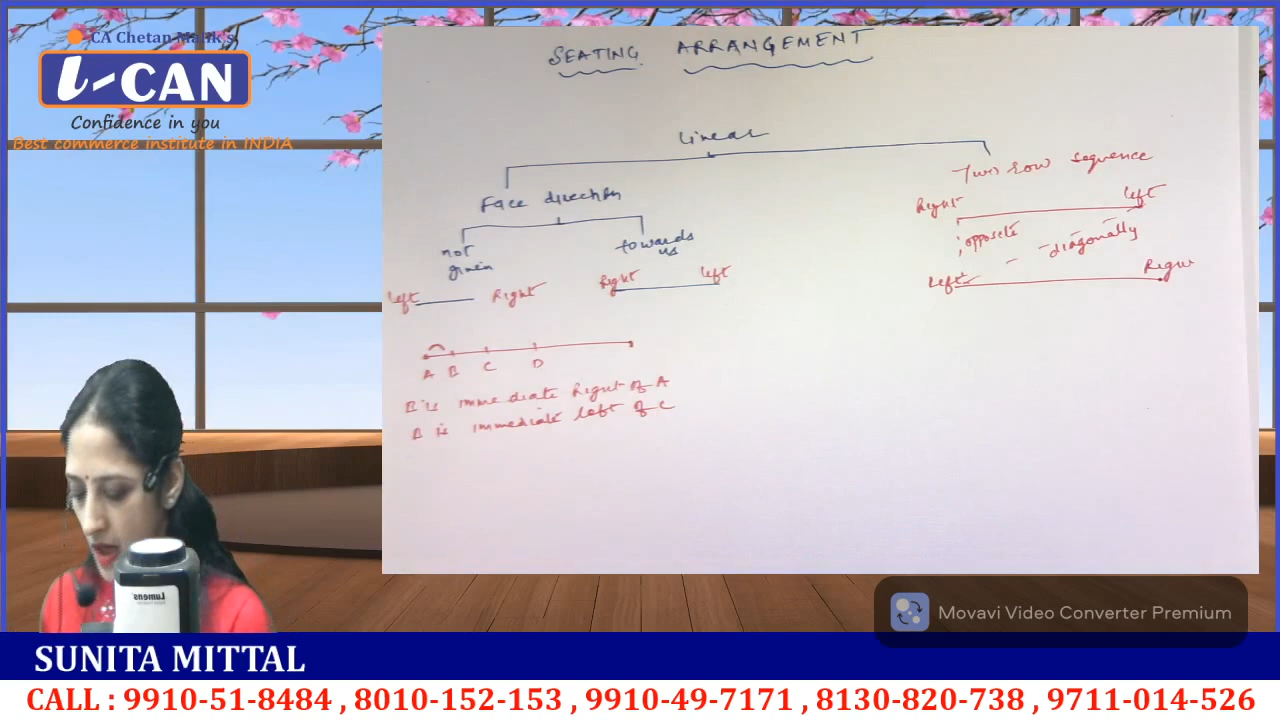 CA Chetan Malik's
i-CAN
Confidence in you
Best commerce institute in INDIA
SEATING ARRANGEMENT
Linear
Face direction
Two row sequence
not
given
towards
us
Left Right
Right left
Right left
opposite
diagonally
Left Right
A B C D
B is immediate Right of A
B is immediate left of C
Lumens
Movavi Video Converter Premium
SUNITA MITTAL
CALL : 9910-51-8484 , 8010-152-153 , 9910-49-7171 , 8130-820-738 , 9711-014-526